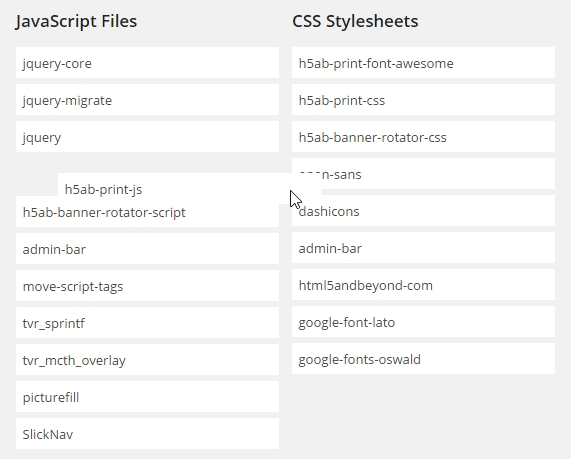 JavaScript Files
jquery-core
jquery-migrate
jquery
h5ab-print-js
h5ab-banner-rotator-script
admin-bar
move-script-tags
tvr_sprintf
tvr_mcth_overlay
picturefill
SlickNav
CSS Stylesheets
h5ab-print-font-awesome
h5ab-print-css
h5ab-banner-rotator-css
open-sans
dashicons
admin-bar
html5andbeyond-com
google-font-lato
google-fonts-oswald